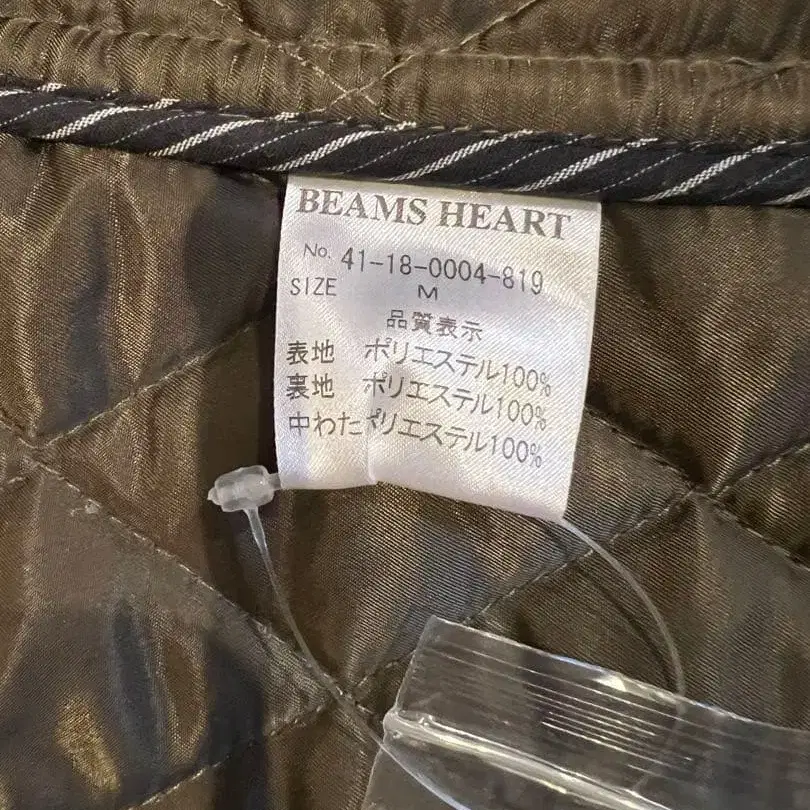 BEAMS HEART
No. 41-18-0004-819
SIZE M
品質表示
表地 ポリエステル100%
裏地 ポリエステル100%
中わた ポリエステル100%